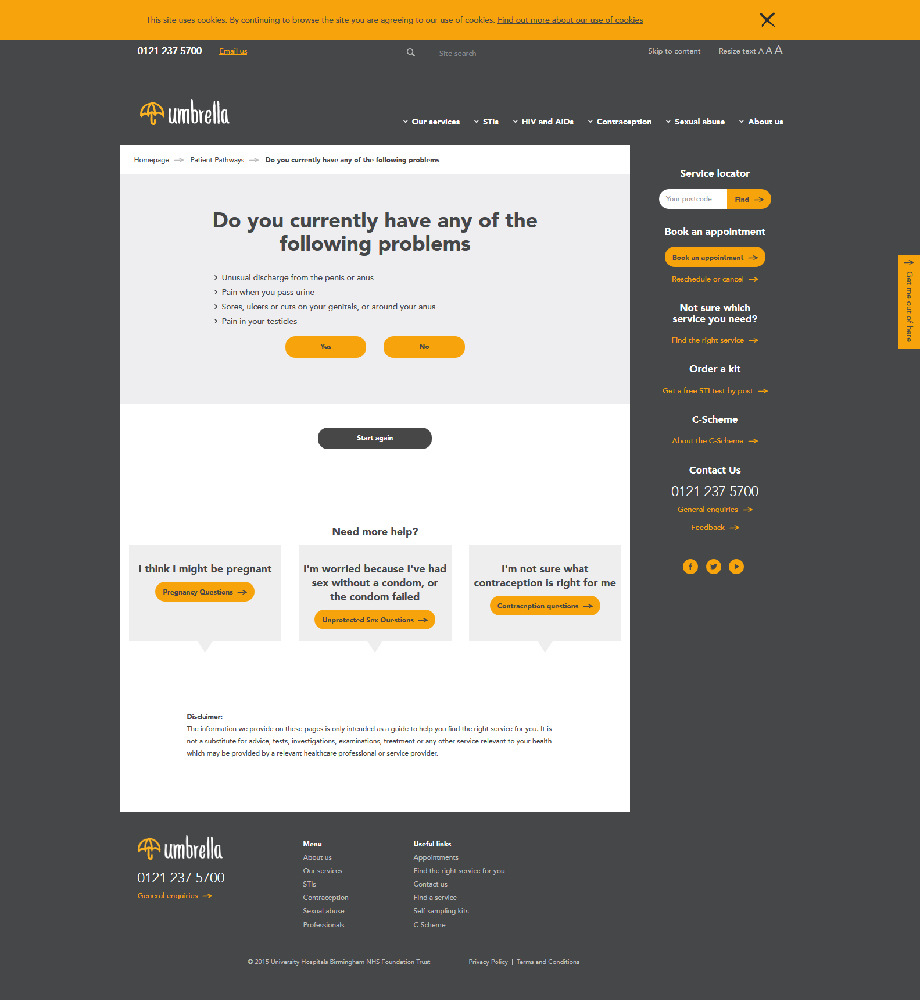 This site uses cookies. By continuing to browse the site you are agreeing to our use of cookies. Find out more about our use of cookies
0121 237 5700 Email us Site search Skip to content | Resize text A A A
umbrella
Our services STIs HIV and AIDs Contraception Sexual abuse About us
Homepage Patient Pathways Do you currently have any of the following problems
Do you currently have any of the
following problems
Unusual discharge from the penis or anus
Pain when you pass urine
Sores, ulcers or cuts on your genitals, or around your anus
Pain in your testicles
Yes No
Start again
Need more help?
I think I might be pregnant
Pregnancy Questions
I'm worried because I've had
sex without a condom, or
the condom failed
Unprotected Sex Questions
I'm not sure what
contraception is right for me
Contraception questions
Disclaimer:
The information we provide on these pages is only intended as a guide to help you find the right service for you. It is
not a substitute for advice, tests, investigations, examinations, treatment or any other service relevant to your health
which may be provided by a relevant healthcare professional or service provider.
Service locator
Your postcode Find
Book an appointment
Book an appointment
Reschedule or cancel
Not sure which
service you need?
Find the right service
Order a kit
Get a free STI test by post
C-Scheme
About the C-Scheme
Contact Us
0121 237 5700
General enquiries
Feedback
Get me out of here
umbrella
0121 237 5700
General enquiries
Menu
About us
Our services
STIs
Contraception
Sexual abuse
Professionals
Useful links
Appointments
Find the right service for you
Contact us
Find a service
Self-sampling kits
C-Scheme
© 2015 University Hospitals Birmingham NHS Foundation Trust Privacy Policy | Terms and Conditions